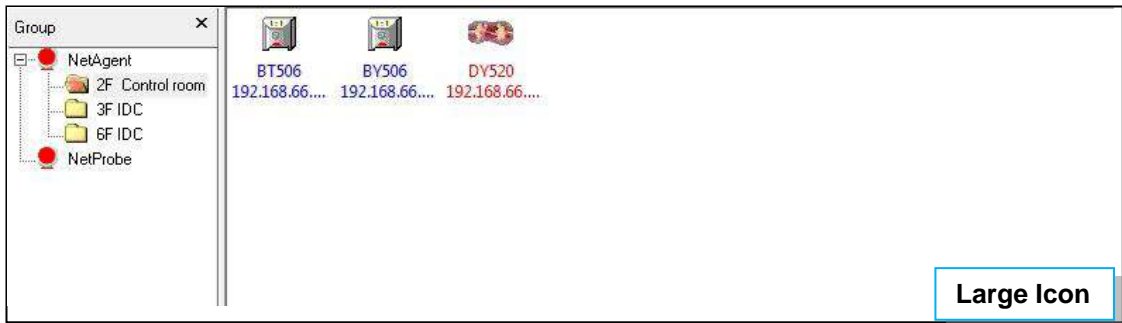 Group
NetAgent
2F Control room
3F IDC
6F IDC
NetProbe
BT506
192.168.66....
BY506
192.168.66....
DY520
192.168.66....
Large Icon